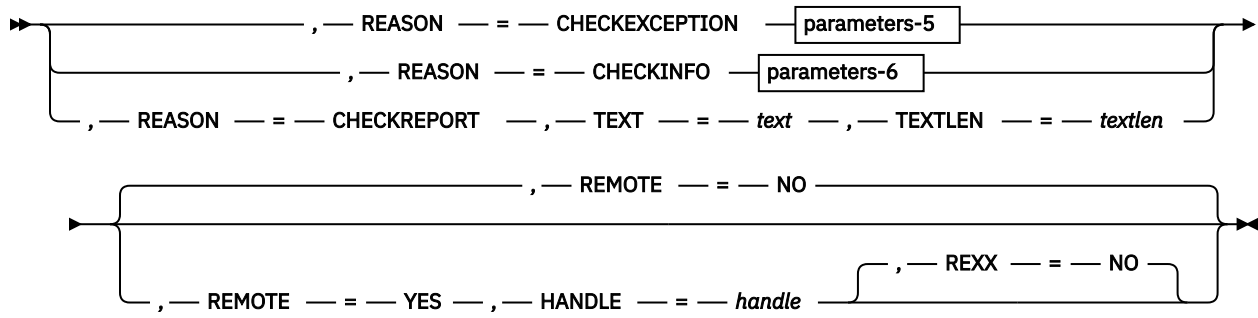 , REASON = CHECKEXCEPTION parameters-5
, REASON = CHECKINFO parameters-6
, REASON = CHECKREPORT , TEXT = text , TEXTLEN = textlen
, REMOTE = NO
, REXX = NO
, REMOTE = YES , HANDLE = handle